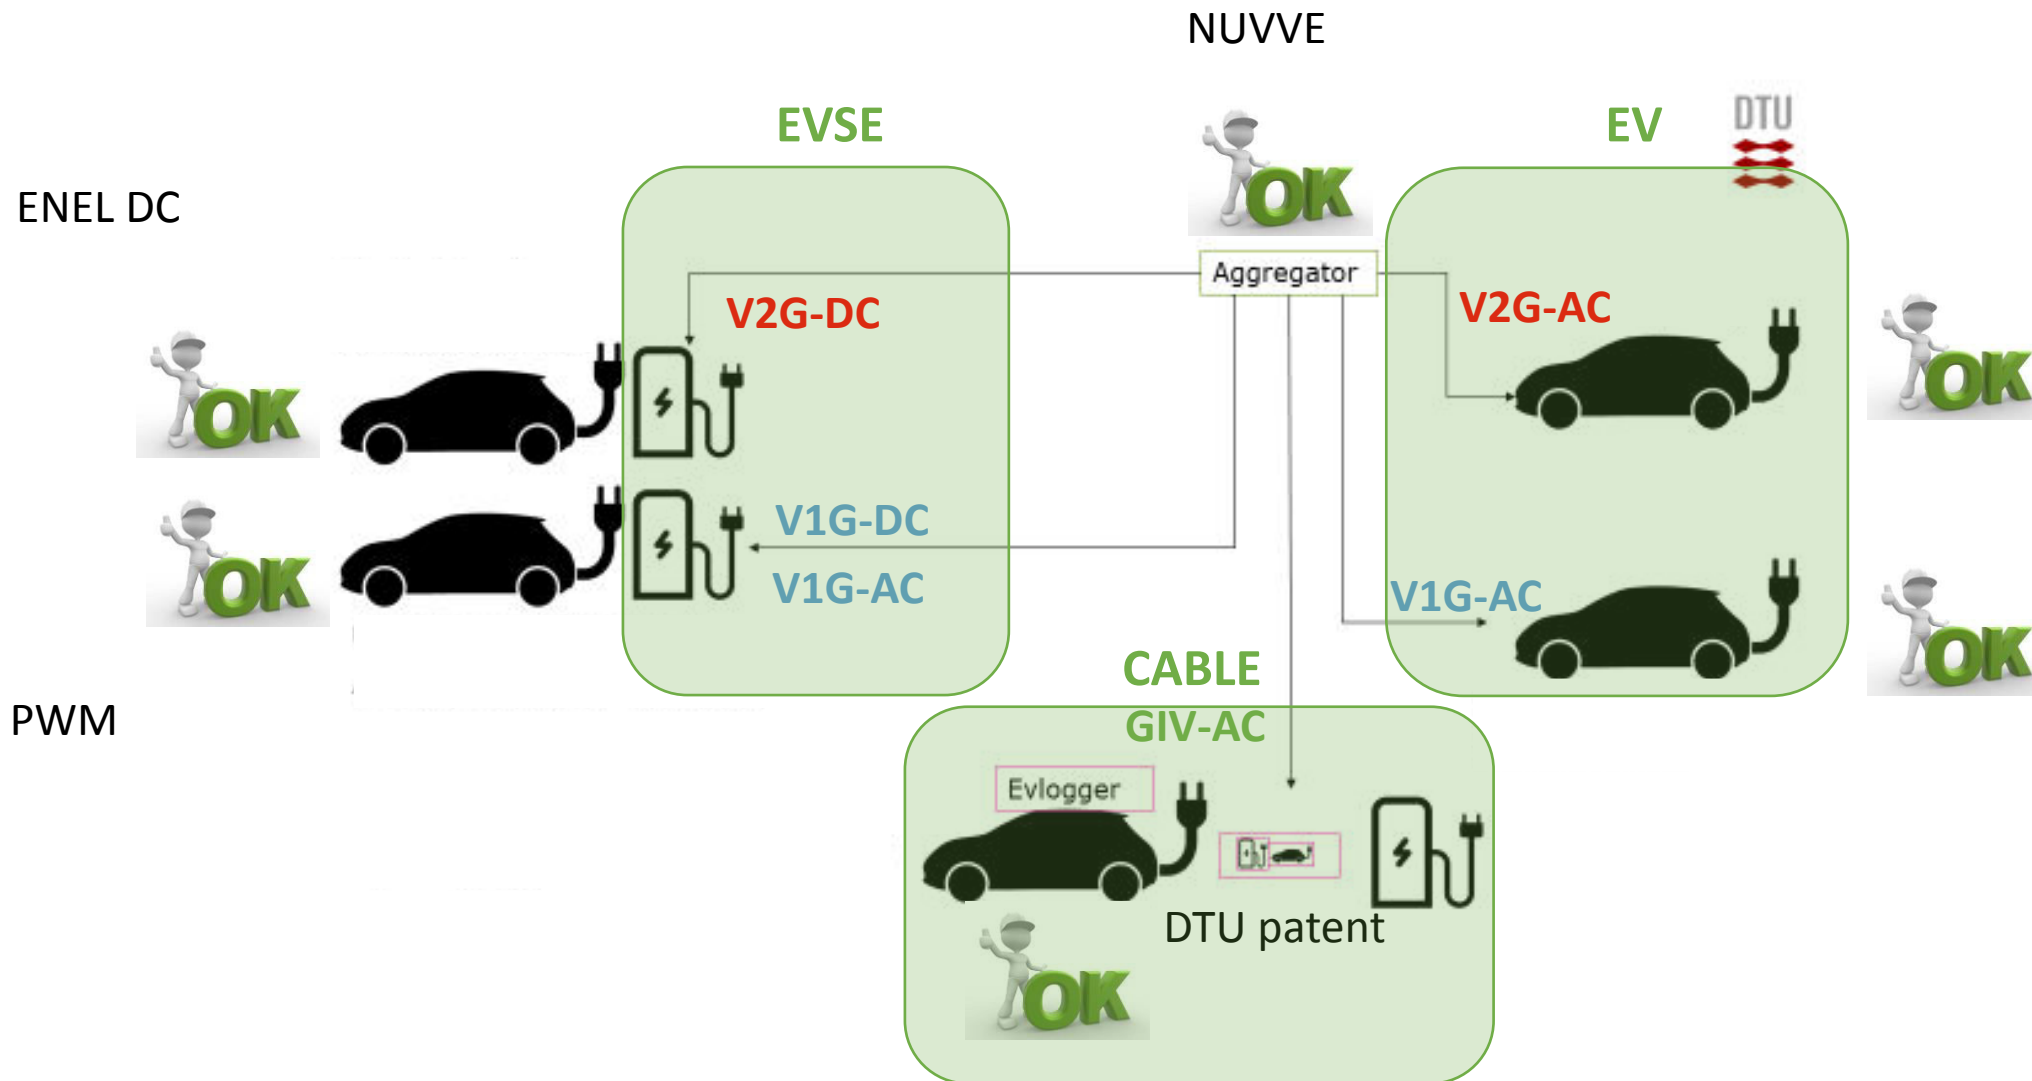 NUVVE
EVSE
EV
DTU
OK
ENEL DC
Aggregator
V2G-DC
V2G-AC
OK
OK
V1G-DC
OK
V1G-AC
V1G-AC
OK
CABLE
PWM
GIV-AC
Evlogger
DTU patent
OK